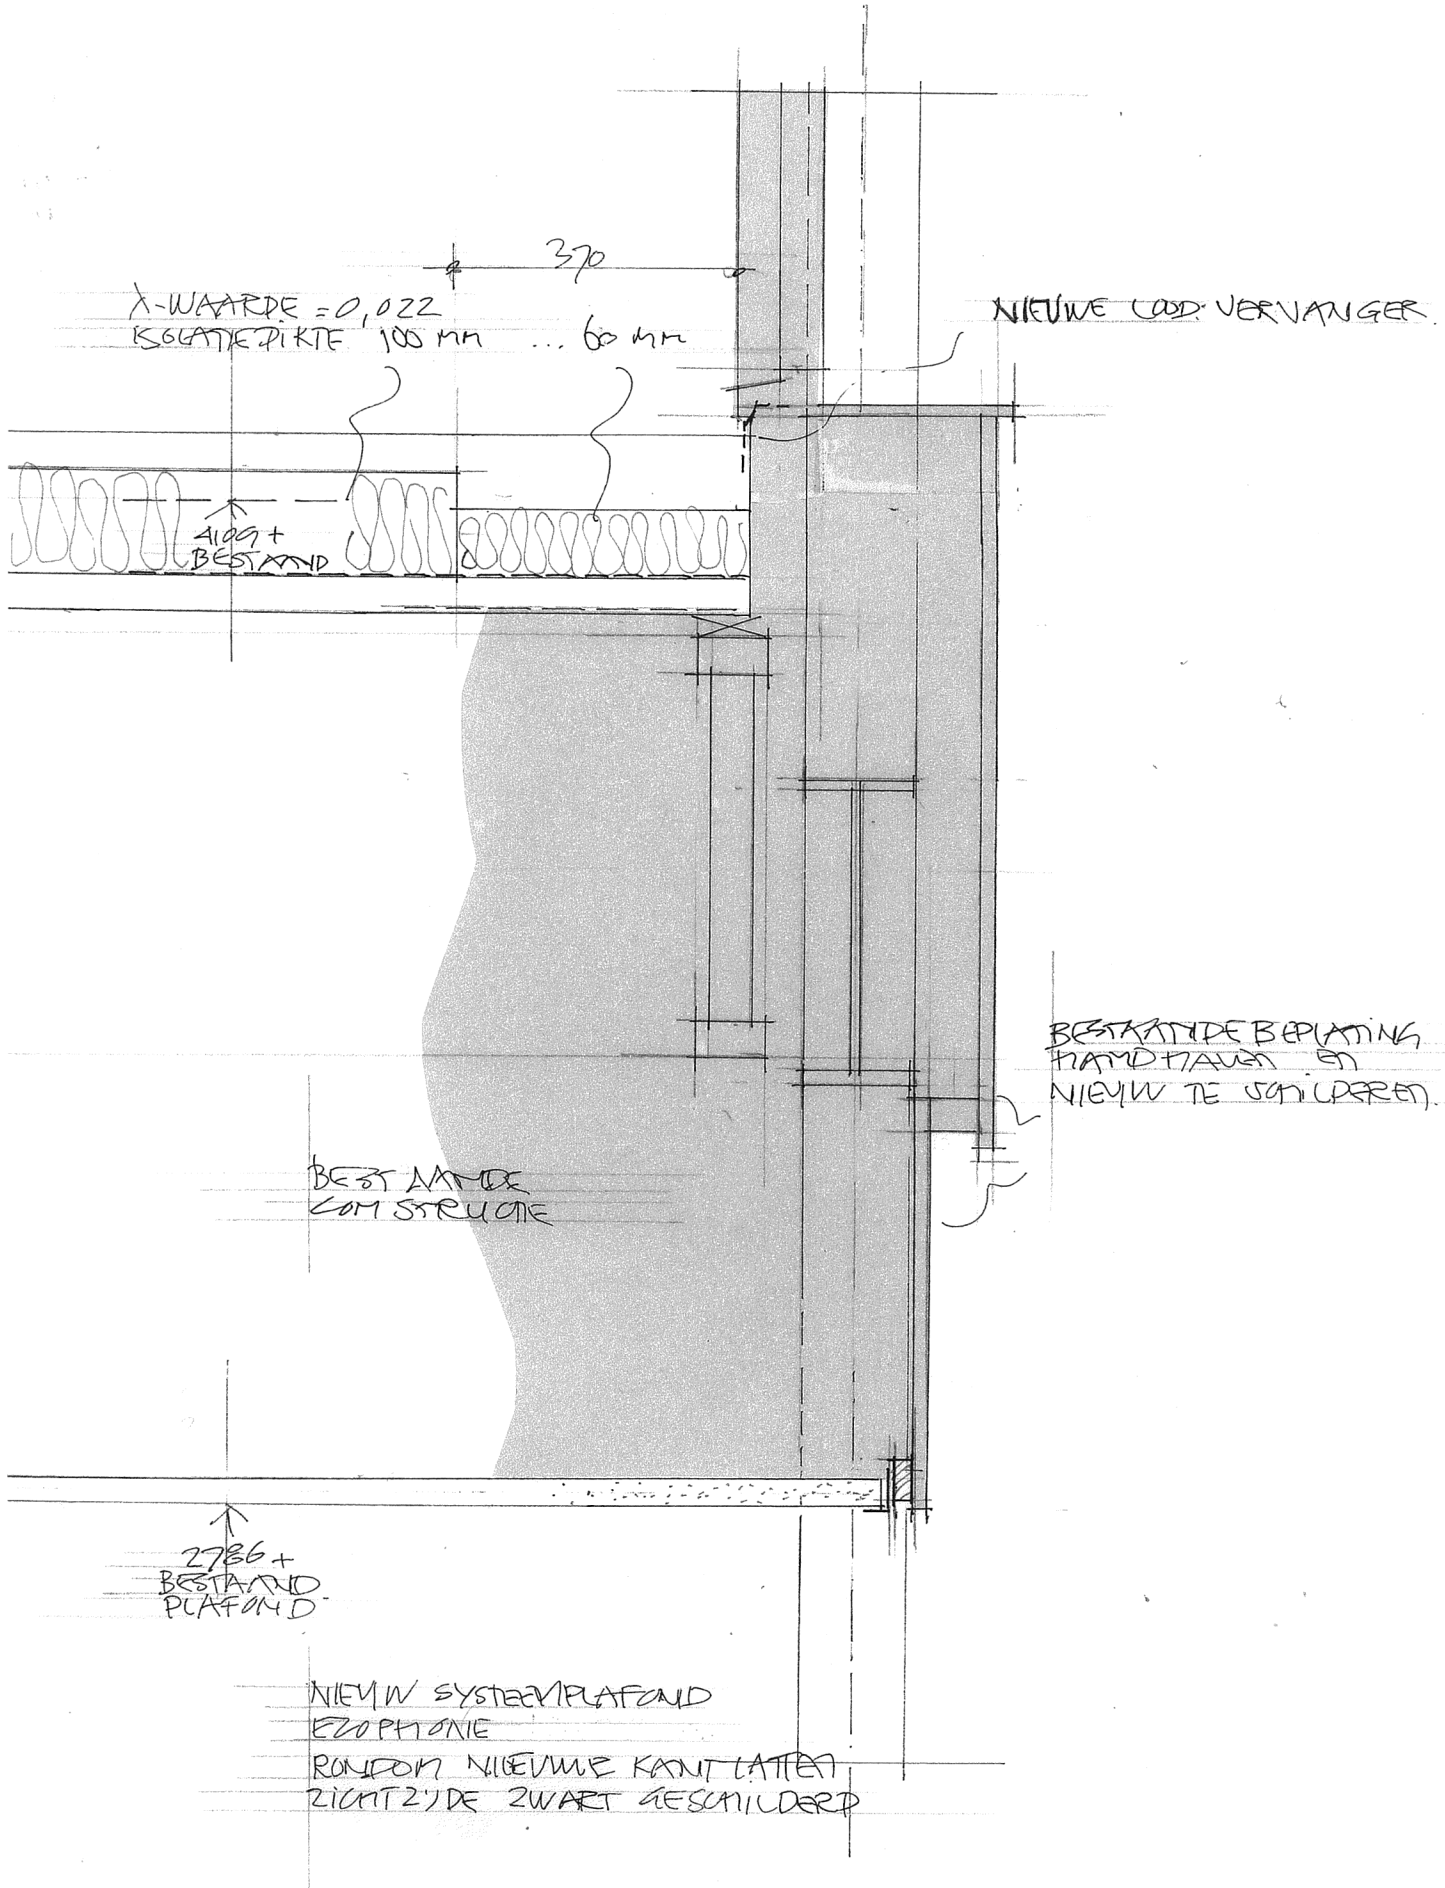 370
λ-WAARDE = 0,022
ISOLATIEDIKTE 100 mm ... 60 mm
NIEUWE LOOD-VERVANGER.
4109+
BESTAAND
BESTAANDE BEPLATING
HANDHAVEN EN
NIEUW TE SCHILDEREN.
BESTAANDE
CONSTRUCTIE
2786+
BESTAAND
PLAFOND
NIEUW SYSTEEMPLAFOND
EZOPHONIE
RONDOM NIEUWE KANTLATTEN
ZICHTZIJDE ZWART GESCHILDERD